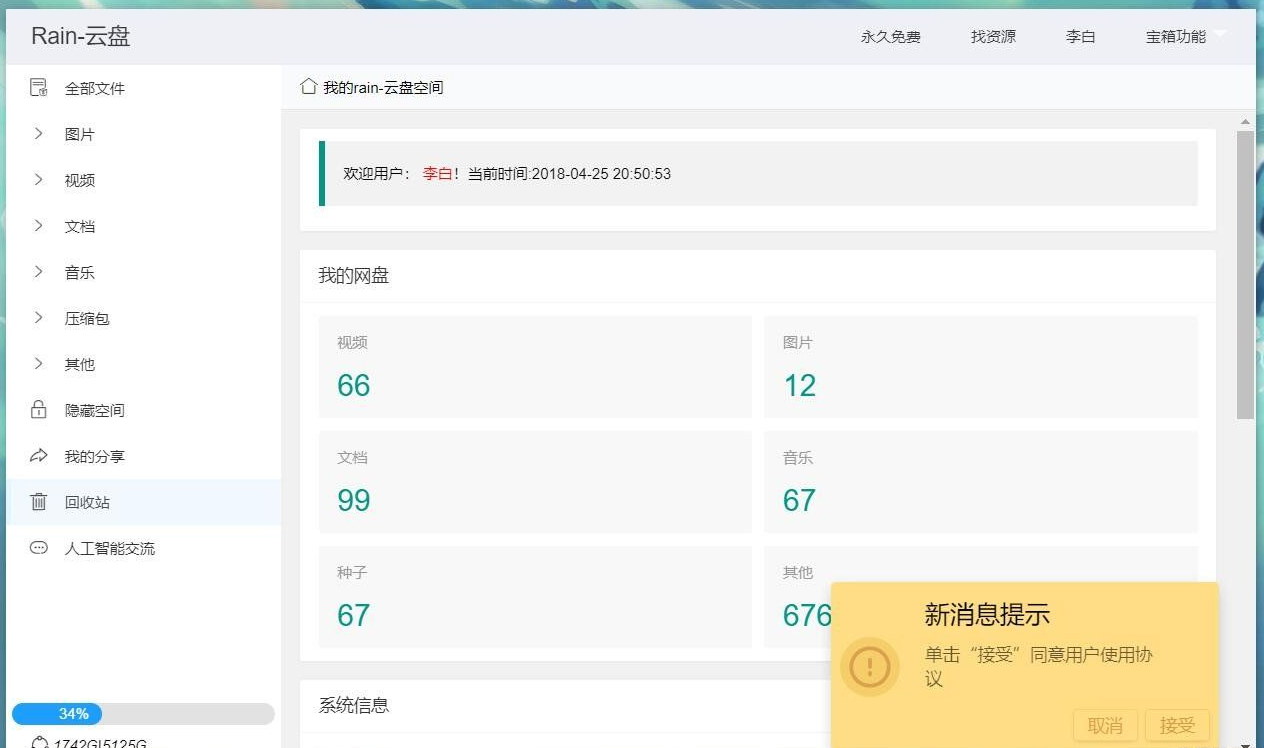 Rain-云盘
永久免费
找资源
李白
宝箱功能
全部文件
图片
视频
文档
音乐
压缩包
其他
隐藏空间
我的分享
回收站
人工智能交流
34%
1742G|5125G
我的rain-云盘空间
欢迎用户： 李白！当前时间:2018-04-25 20:50:53
我的网盘
视频
66
图片
12
文档
99
音乐
67
种子
67
其他
676
系统信息
新消息提示
单击“接受”同意用户使用协
议
取消
接受